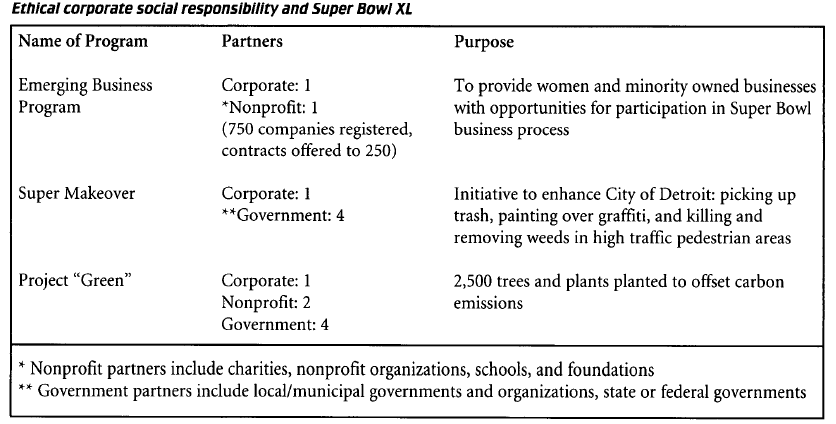 Ethical corporate social responsibility and Super Bowl XL
Name of Program Partners Purpose
Emerging Business Corporate: 1 To provide women and minority owned businesses
Program *Nonprofit: 1 with opportunities for participation in Super Bowl
(750 companies registered, business process
contracts offered to 250)
Super Makeover Corporate: 1 Initiative to enhance City of Detroit: picking up
**Government: 4 trash, painting over graffiti, and killing and
removing weeds in high traffic pedestrian areas
Project “Green” Corporate: 1 2,500 trees and plants planted to offset carbon
Nonprofit: 2 emissions
Government: 4
* Nonprofit partners include charities, nonprofit organizations, schools, and foundations
** Government partners include local/municipal governments and organizations, state or federal governments